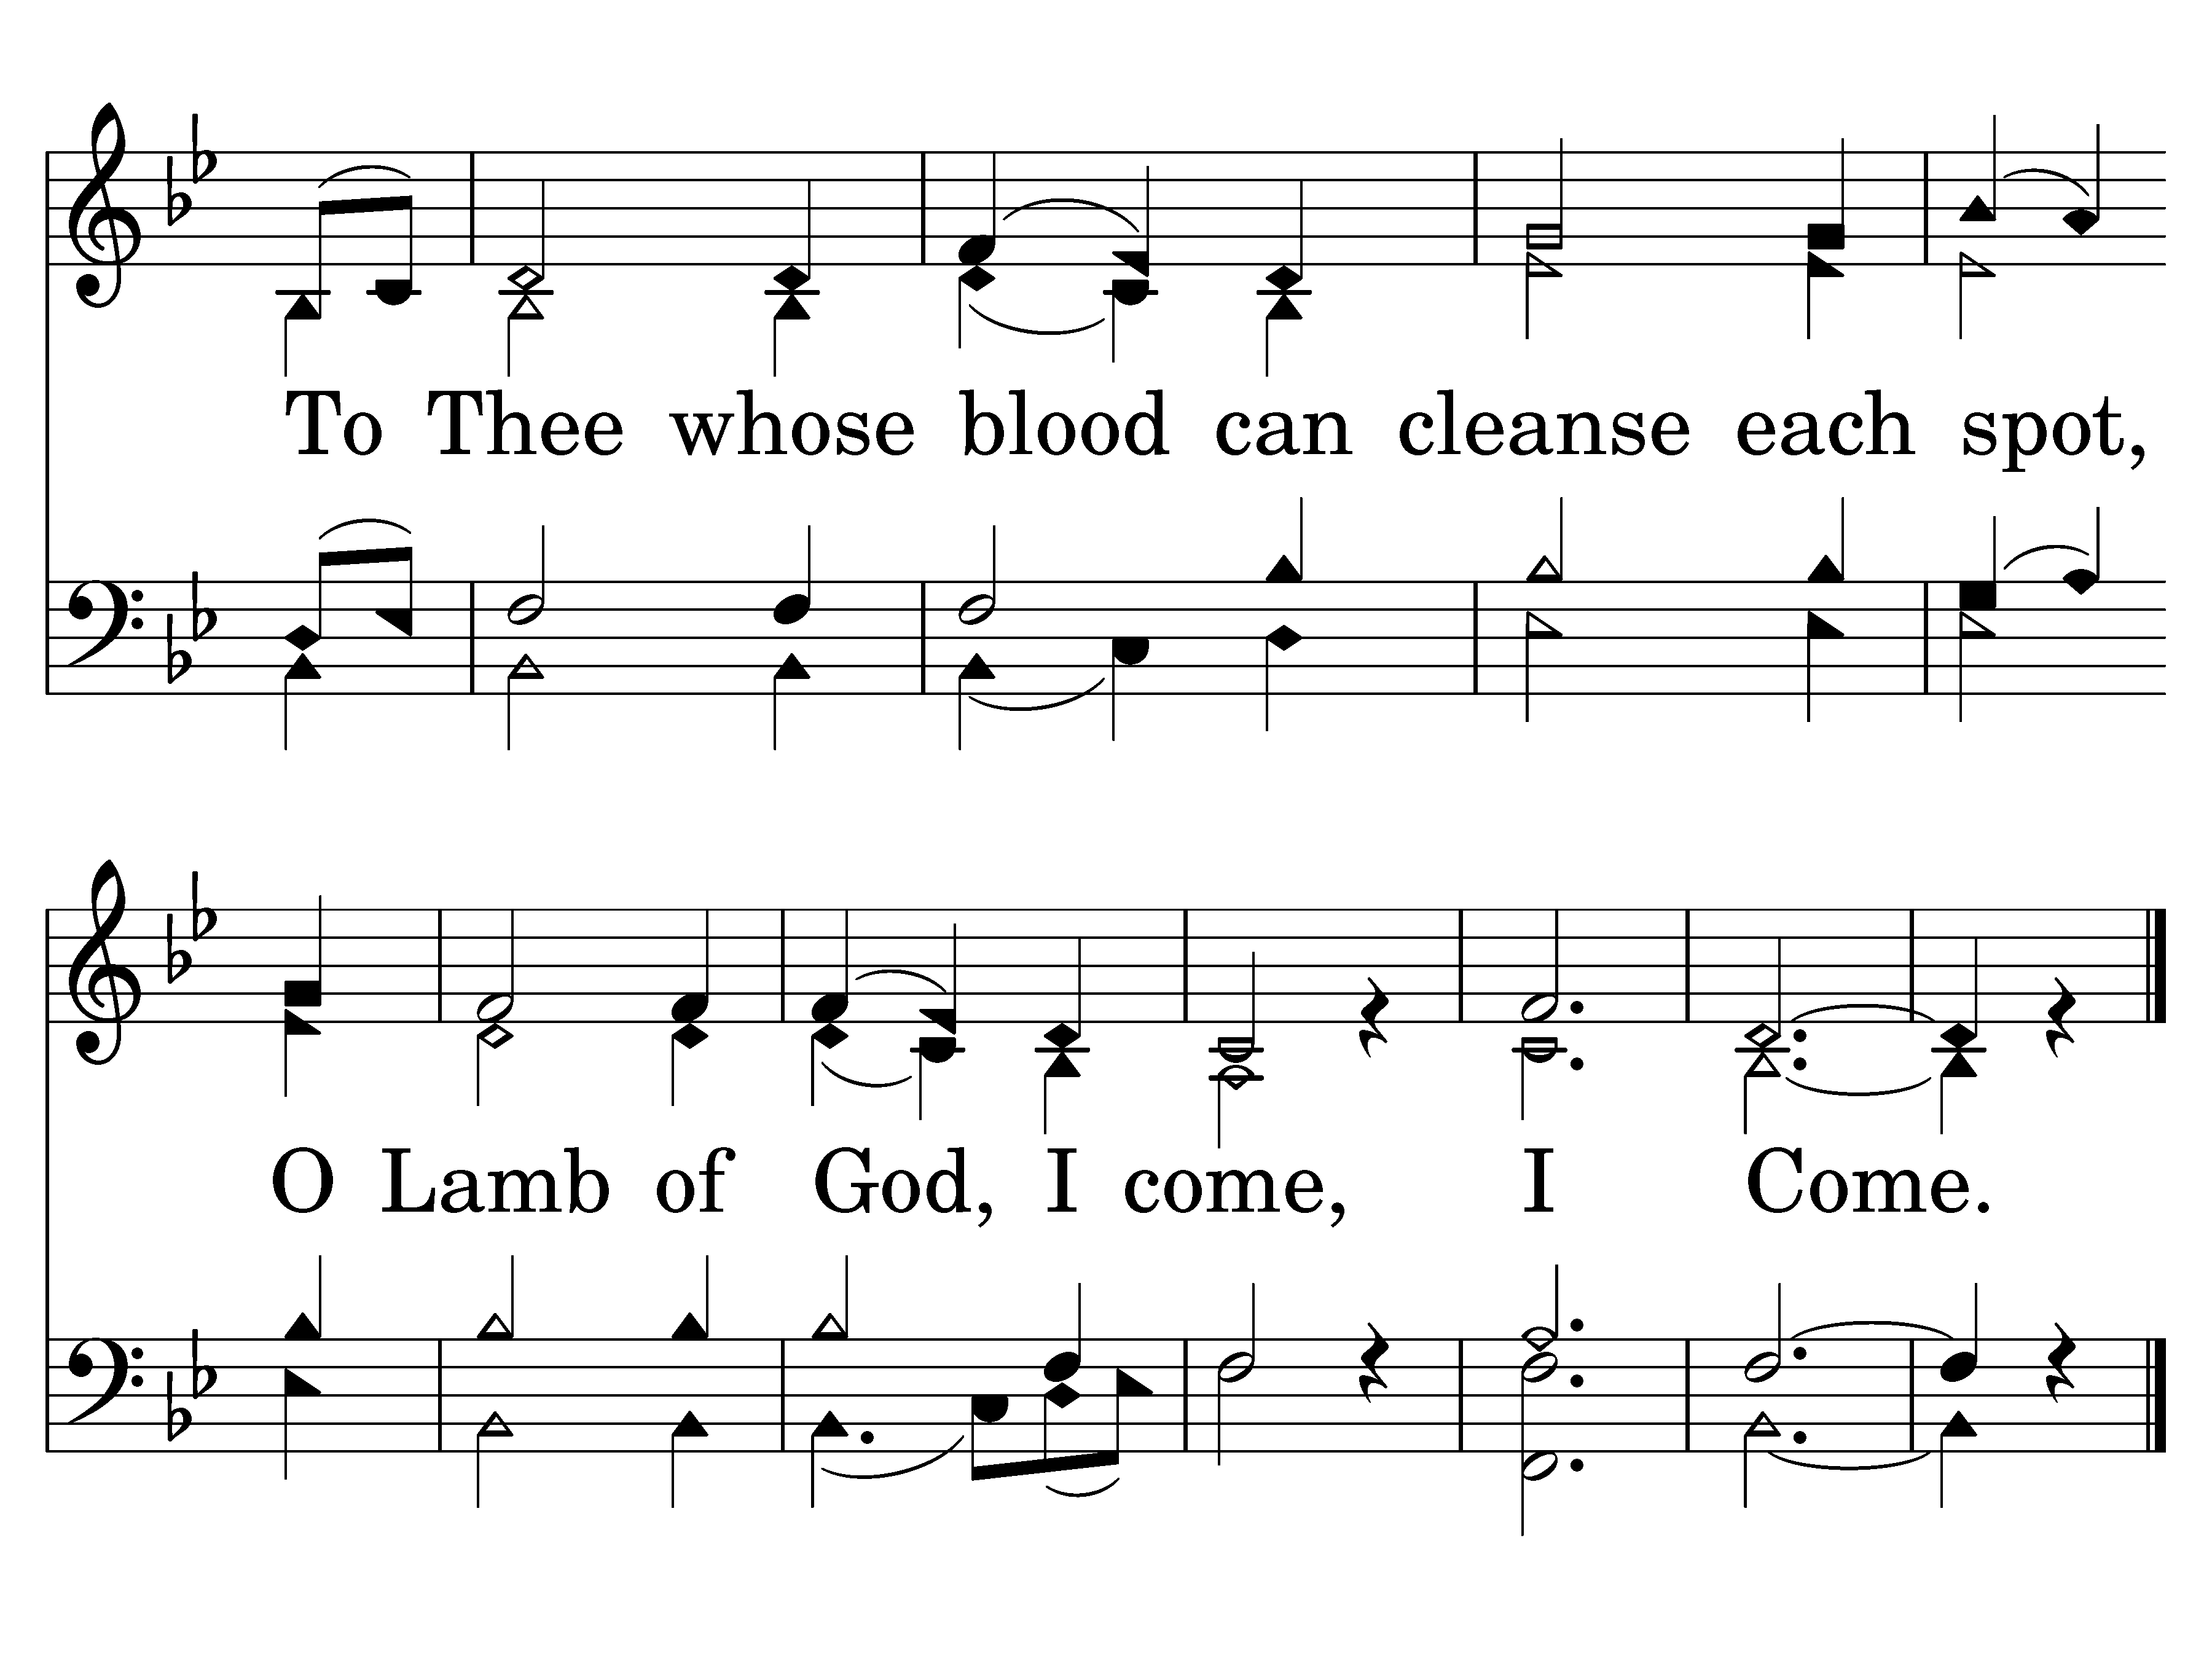 To Thee whose blood can cleanse each spot,
O Lamb of God, I come, I Come.